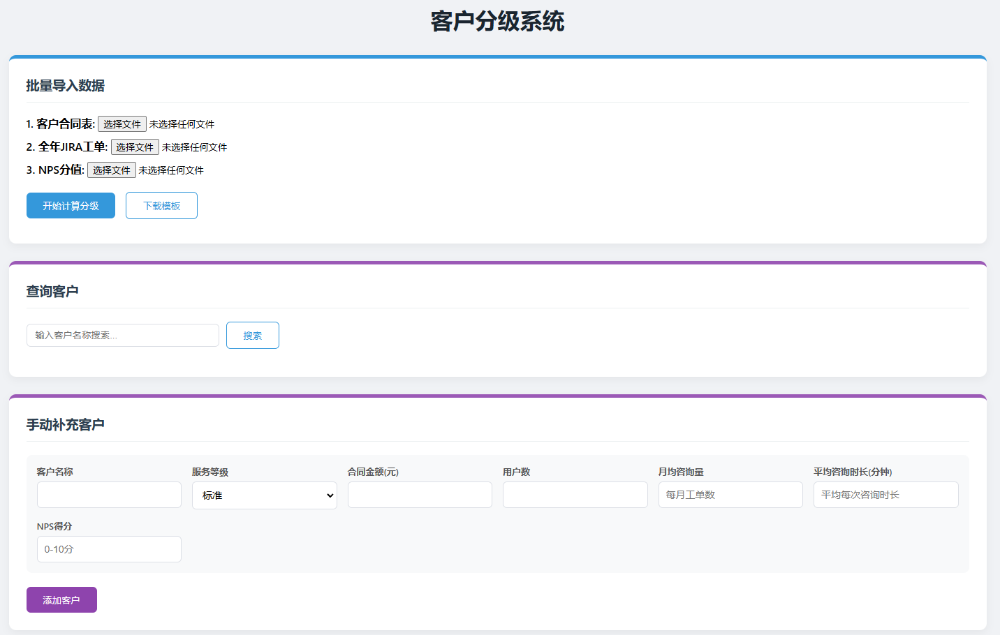 客户分级系统
批量导入数据
1. 客户合同表: 选择文件 未选择任何文件
2. 全年JIRA工单: 选择文件 未选择任何文件
3. NPS分值: 选择文件 未选择任何文件
开始计算分级 下载模板
查询客户
输入客户名称搜索... 搜索
手动补充客户
客户名称 服务等级 合同金额(元) 用户数 月均咨询量 平均咨询时长(分钟)
标准 每月工单数 平均每次咨询时长
NPS得分
0-10分
添加客户